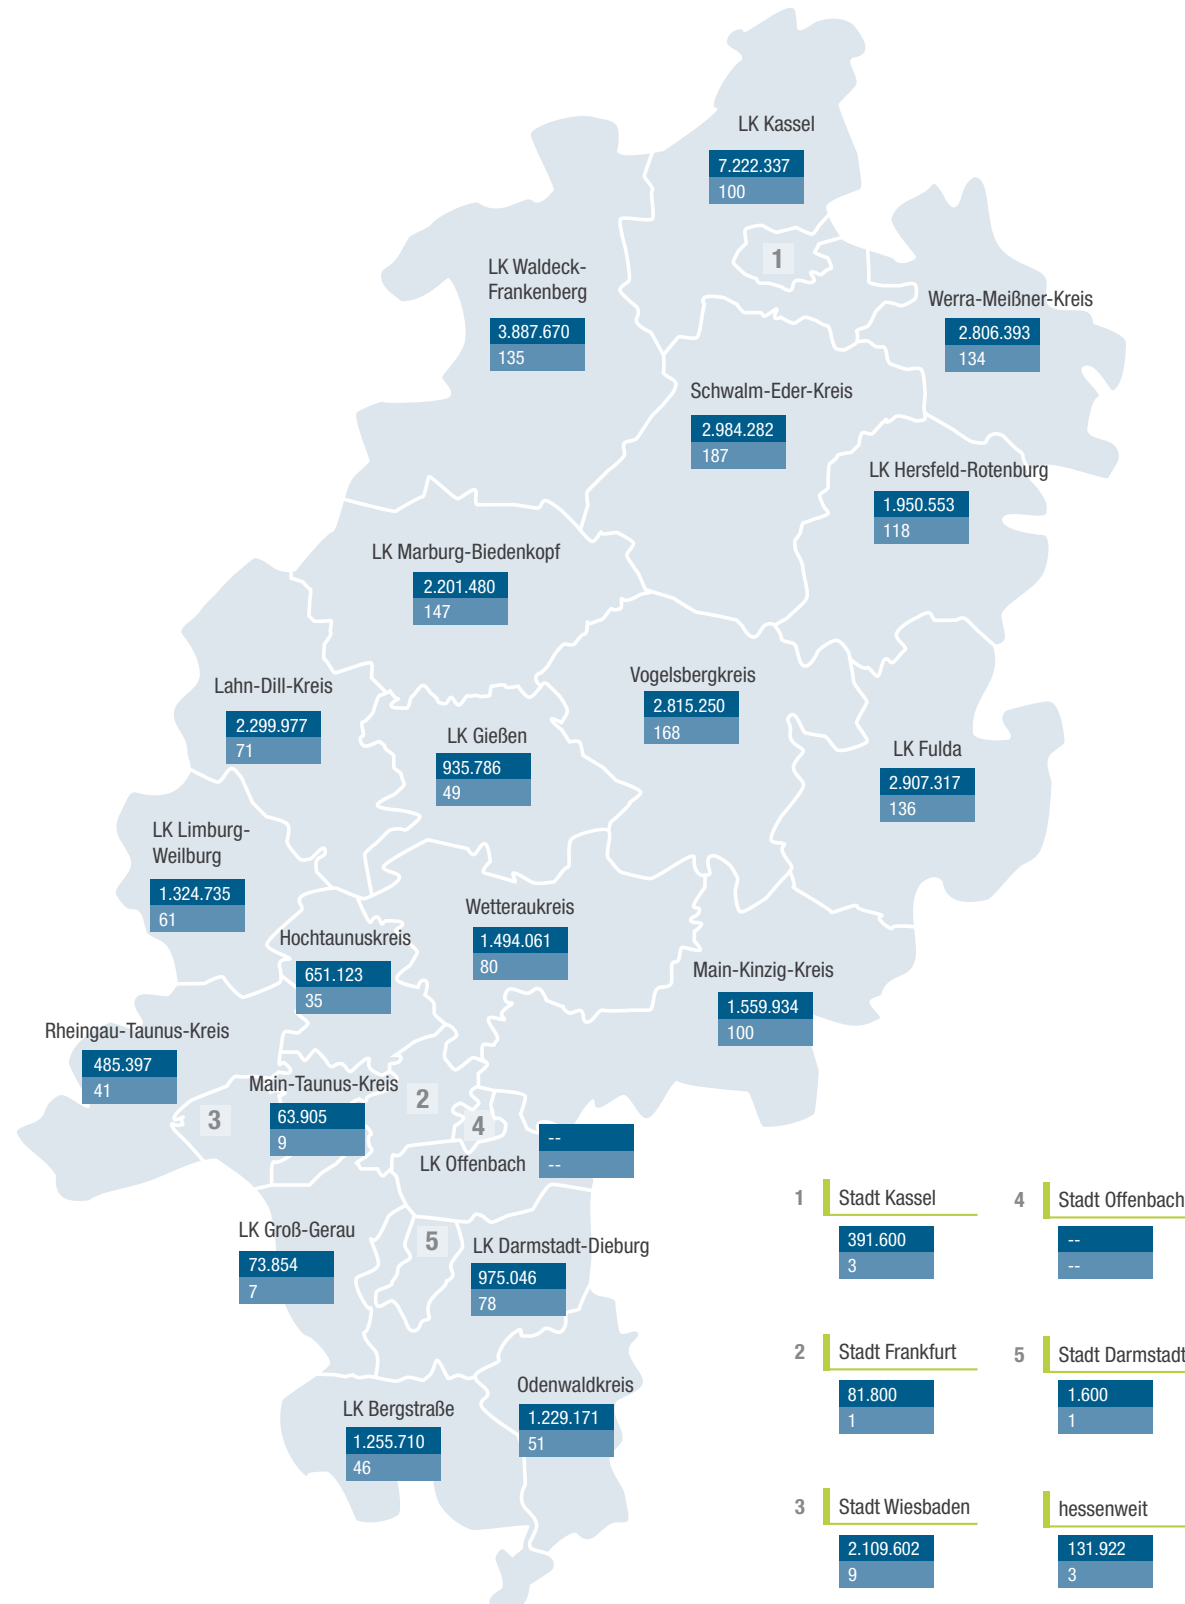 LK Kassel
7.222.337
100
1
LK Waldeck-
Frankenberg
3.887.670
135
Werra-Meißner-Kreis
2.806.393
134
Schwalm-Eder-Kreis
2.984.282
187
LK Hersfeld-Rotenburg
1.950.553
118
LK Marburg-Biedenkopf
2.201.480
147
Lahn-Dill-Kreis
2.299.977
71
LK Gießen
935.786
49
Vogelsbergkreis
2.815.250
168
LK Fulda
2.907.317
136
LK Limburg-
Weilburg
1.324.735
61
Hochtaunuskreis
651.123
35
Wetteraukreis
1.494.061
80
Main-Kinzig-Kreis
1.559.934
100
Rheingau-Taunus-Kreis
485.397
41
3
Main-Taunus-Kreis
63.905
9
2
4
LK Offenbach
--
--
LK Groß-Gerau
73.854
7
5
LK Darmstadt-Dieburg
975.046
78
LK Bergstraße
1.255.710
46
Odenwaldkreis
1.229.171
51
1 Stadt Kassel
391.600
3
4 Stadt Offenbach
--
--
2 Stadt Frankfurt
81.800
1
5 Stadt Darmstadt
1.600
1
3 Stadt Wiesbaden
2.109.602
9
hessenweit
131.922
3